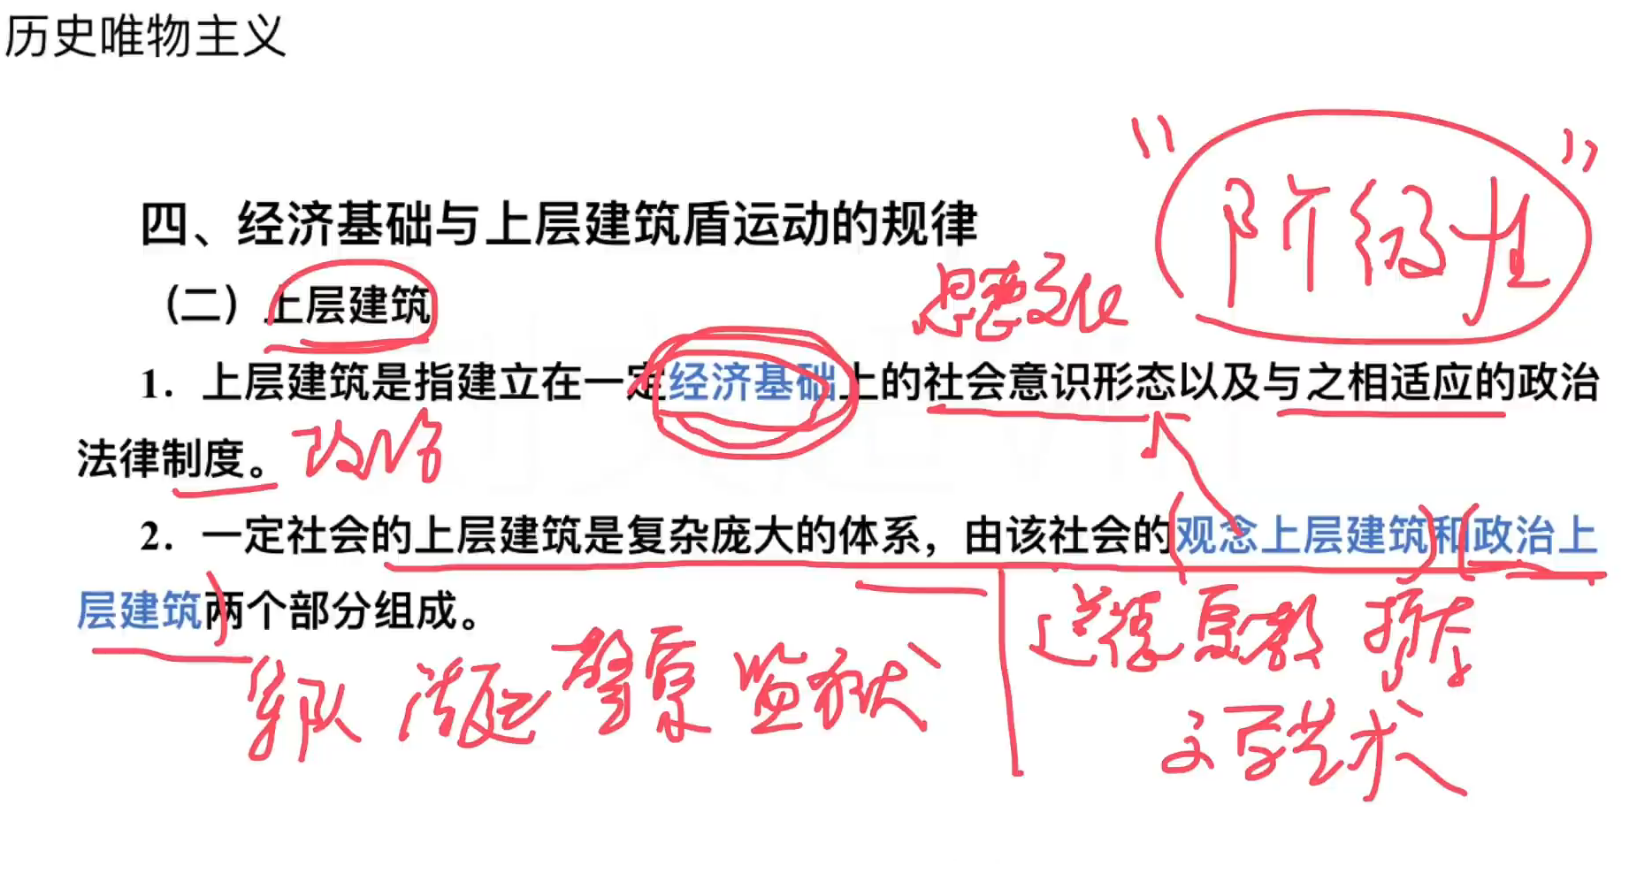 历史唯物主义
“阶级性”
四、经济基础与上层建筑盾运动的规律
（二）上层建筑
思想文化
1. 上层建筑是指建立在一定经济基础上的社会意识形态以及与之相适应的政治
法律制度。 政治
2. 一定社会的上层建筑是复杂庞大的体系，由该社会的(观念上层建筑)和(政治上
层建筑)两个部分组成。
军队 法庭 警察 监狱
道德 宗教
文学艺术